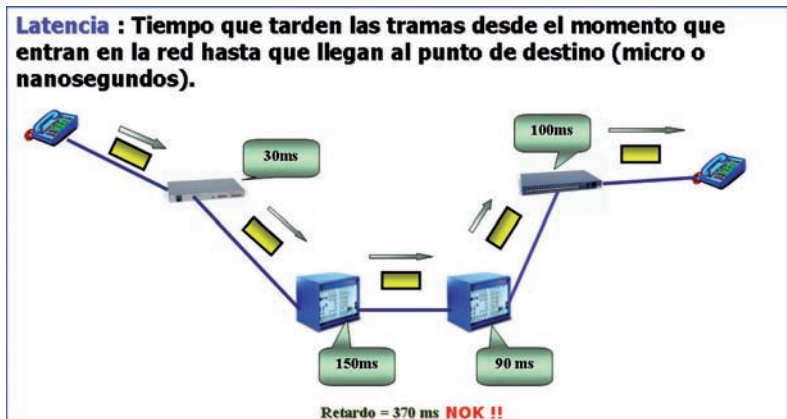 Latencia : Tiempo que tarden las tramas desde el momento que
entran en la red hasta que llegan al punto de destino (micro o
nanosegundos).
100ms
30ms
150ms
90 ms
Retardo = 370 ms NOK !!